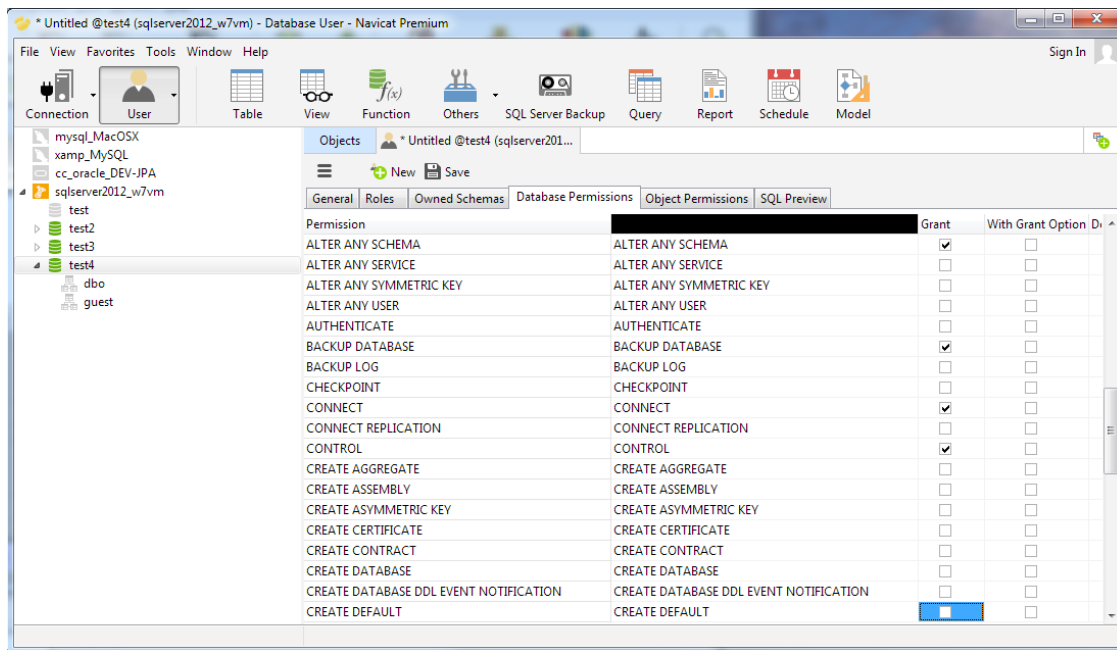 * Untitled @test4 (sqlserver2012_w7vm) - Database User - Navicat Premium
File View Favorites Tools Window Help Sign In
Connection User Table View Function Others SQL Server Backup Query Report Schedule Model
f(x)
mysql_MacOSX
xamp_MySQL
cc_oracle_DEV-JPA
sqlserver2012_w7vm
test
test2
test3
test4
dbo
guest
Objects * Untitled @test4 (sqlserver201...
New Save
General Roles Owned Schemas Database Permissions Object Permissions SQL Preview
Permission Grant With Grant Option
ALTER ANY SCHEMA ALTER ANY SCHEMA
ALTER ANY SERVICE ALTER ANY SERVICE
ALTER ANY SYMMETRIC KEY ALTER ANY SYMMETRIC KEY
ALTER ANY USER ALTER ANY USER
AUTHENTICATE AUTHENTICATE
BACKUP DATABASE BACKUP DATABASE
BACKUP LOG BACKUP LOG
CHECKPOINT CHECKPOINT
CONNECT CONNECT
CONNECT REPLICATION CONNECT REPLICATION
CONTROL CONTROL
CREATE AGGREGATE CREATE AGGREGATE
CREATE ASSEMBLY CREATE ASSEMBLY
CREATE ASYMMETRIC KEY CREATE ASYMMETRIC KEY
CREATE CERTIFICATE CREATE CERTIFICATE
CREATE CONTRACT CREATE CONTRACT
CREATE DATABASE CREATE DATABASE
CREATE DATABASE DDL EVENT NOTIFICATION CREATE DATABASE DDL EVENT NOTIFICATION
CREATE DEFAULT CREATE DEFAULT